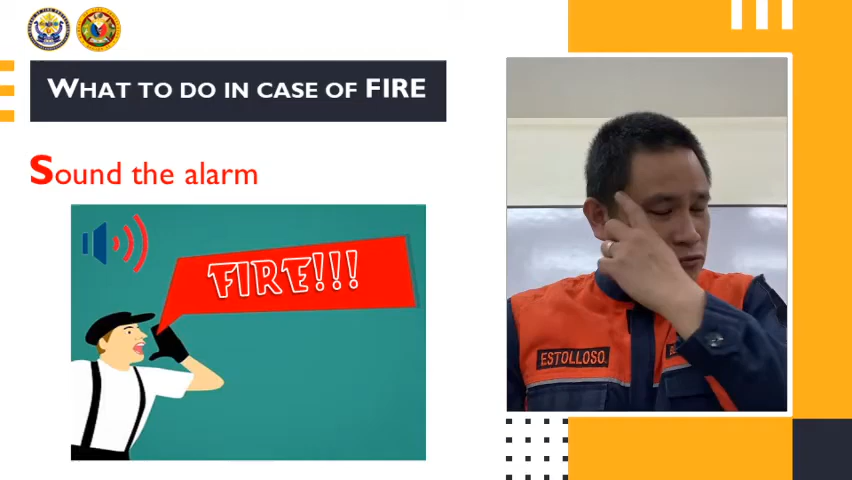 WHAT TO DO IN CASE OF FIRE
Sound the alarm
FIRE!!!
ESTOLLOSO.